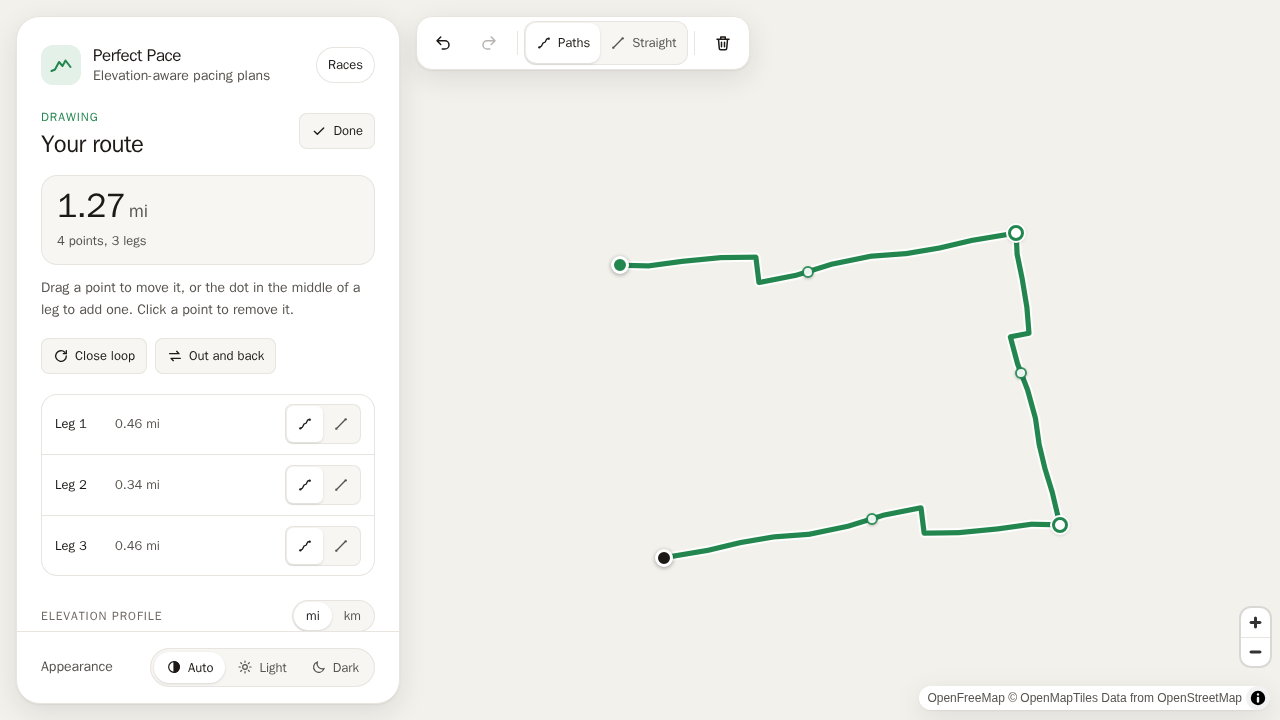 Perfect Pace
Elevation-aware pacing plans
Races
DRAWING
Your route
Done
1.27 mi
4 points, 3 legs
Drag a point to move it, or the dot in the middle of a
leg to add one. Click a point to remove it.
Close loop
Out and back
Leg 1 0.46 mi
Leg 2 0.34 mi
Leg 3 0.46 mi
ELEVATION PROFILE
mi km
Appearance
Auto Light Dark
Paths Straight
OpenFreeMap © OpenMapTiles Data from OpenStreetMap